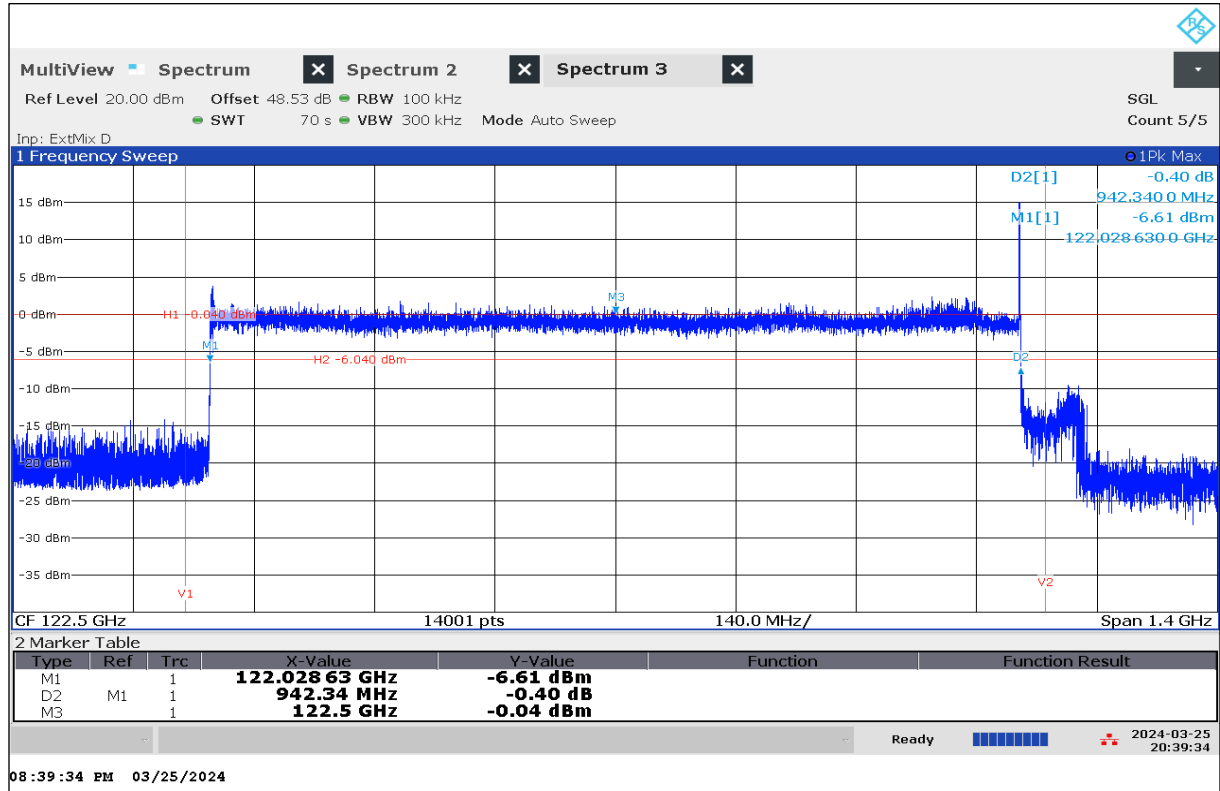 R&S
MultiView Spectrum X Spectrum 2 X Spectrum 3 X
Ref Level 20.00 dBm Offset 48.53 dB RBW 100 kHz SGL
SWT 70 s VBW 300 kHz Mode Auto Sweep Count 5/5
Inp: ExtMix D
1 Frequency Sweep 1Pk Max
D2[1] -0.40 dB
942.340 0 MHz
M1[1] -6.61 dBm
122.028 630 0 GHz
15 dBm
10 dBm
5 dBm
M3
0 dBm H1 -0.040 dBm
M1
-5 dBm
H2 -6.040 dBm D2
-10 dBm
-15 dBm
-20 dBm
-25 dBm
-30 dBm
-35 dBm
V1 V2
CF 122.5 GHz 14001 pts 140.0 MHz/ Span 1.4 GHz
2 Marker Table
Type Ref Trc X-Value Y-Value Function Function Result
M1 1 122.028 63 GHz -6.61 dBm
D2 M1 1 942.34 MHz -0.40 dB
M3 1 122.5 GHz -0.04 dBm
Ready 2024-03-25
20:39:34
08:39:34 PM 03/25/2024